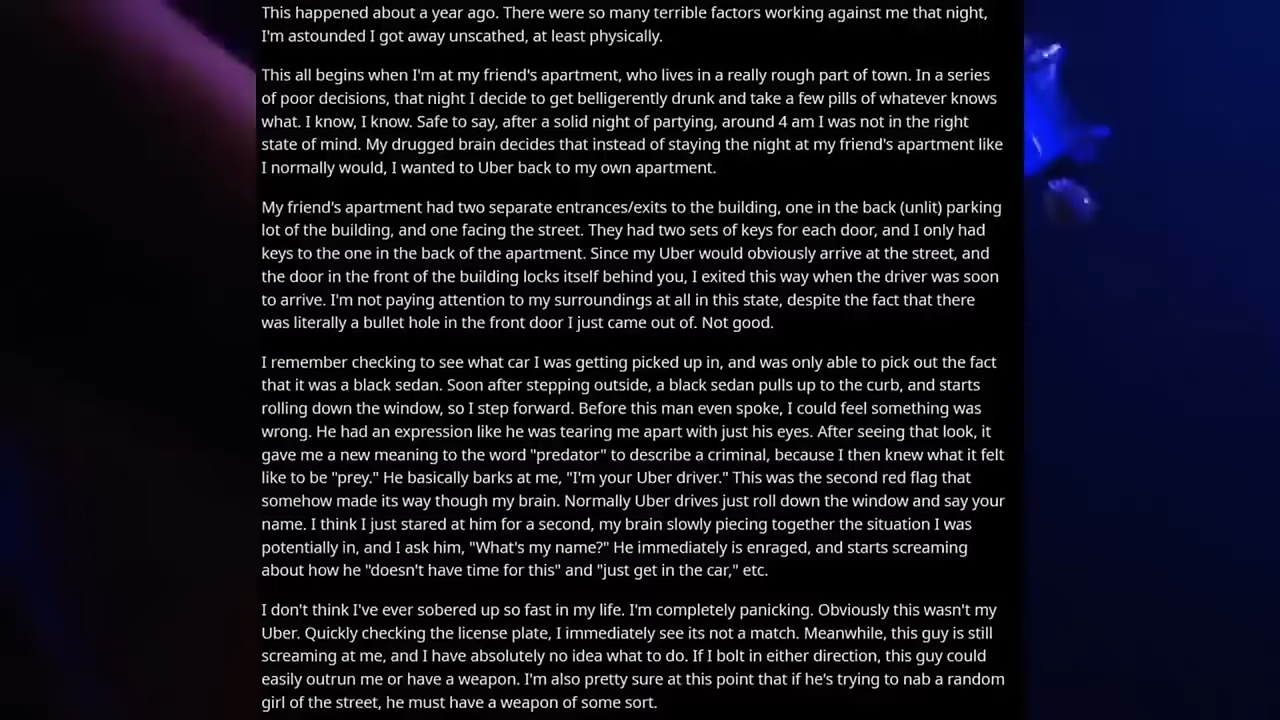 This happened about a year ago. There were so many terrible factors working against me that night,
I'm astounded I got away unscathed, at least physically.
This all begins when I'm at my friend's apartment, who lives in a really rough part of town. In a series
of poor decisions, that night I decide to get belligerently drunk and take a few pills of whatever knows
what. I know, I know. Safe to say, after a solid night of partying, around 4 am I was not in the right
state of mind. My drugged brain decides that instead of staying the night at my friend's apartment like
I normally would, I wanted to Uber back to my own apartment.
My friend's apartment had two separate entrances/exits to the building, one in the back (unlit) parking
lot of the building, and one facing the street. They had two sets of keys for each door, and I only had
keys to the one in the back of the apartment. Since my Uber would obviously arrive at the street, and
the door in the front of the building locks itself behind you, I exited this way when the driver was soon
to arrive. I'm not paying attention to my surroundings at all in this state, despite the fact that there
was literally a bullet hole in the front door I just came out of. Not good.
I remember checking to see what car I was getting picked up in, and was only able to pick out the fact
that it was a black sedan. Soon after stepping outside, a black sedan pulls up to the curb, and starts
rolling down the window, so I step forward. Before this man even spoke, I could feel something was
wrong. He had an expression like he was tearing me apart with just his eyes. After seeing that look, it
gave me a new meaning to the word "predator" to describe a criminal, because I then knew what it felt
like to be "prey." He basically barks at me, "I'm your Uber driver." This was the second red flag that
somehow made its way though my brain. Normally Uber drives just roll down the window and say your
name. I think I just stared at him for a second, my brain slowly piecing together the situation I was
potentially in, and I ask him, "What's my name?" He immediately is enraged, and starts screaming
about how he "doesn't have time for this" and "just get in the car," etc.
I don't think I've ever sobered up so fast in my life. I'm completely panicking. Obviously this wasn't my
Uber. Quickly checking the license plate, I immediately see its not a match. Meanwhile, this guy is still
screaming at me, and I have absolutely no idea what to do. If I bolt in either direction, this guy could
easily outrun me or have a weapon. I'm also pretty sure at this point that if he's trying to nab a random
girl of the street, he must have a weapon of some sort.